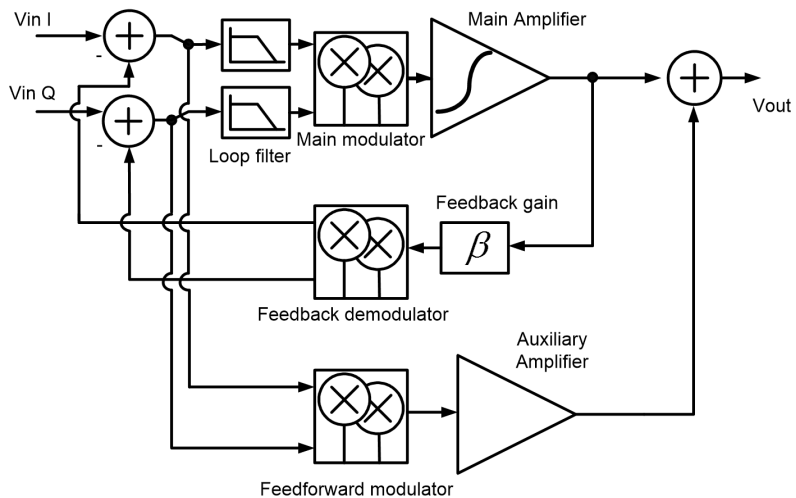 Vin I
Main Amplifier
-
Vin Q
Vout
-
Main modulator
Loop filter
Feedback gain
β
Feedback demodulator
Auxiliary
Amplifier
Feedforward modulator